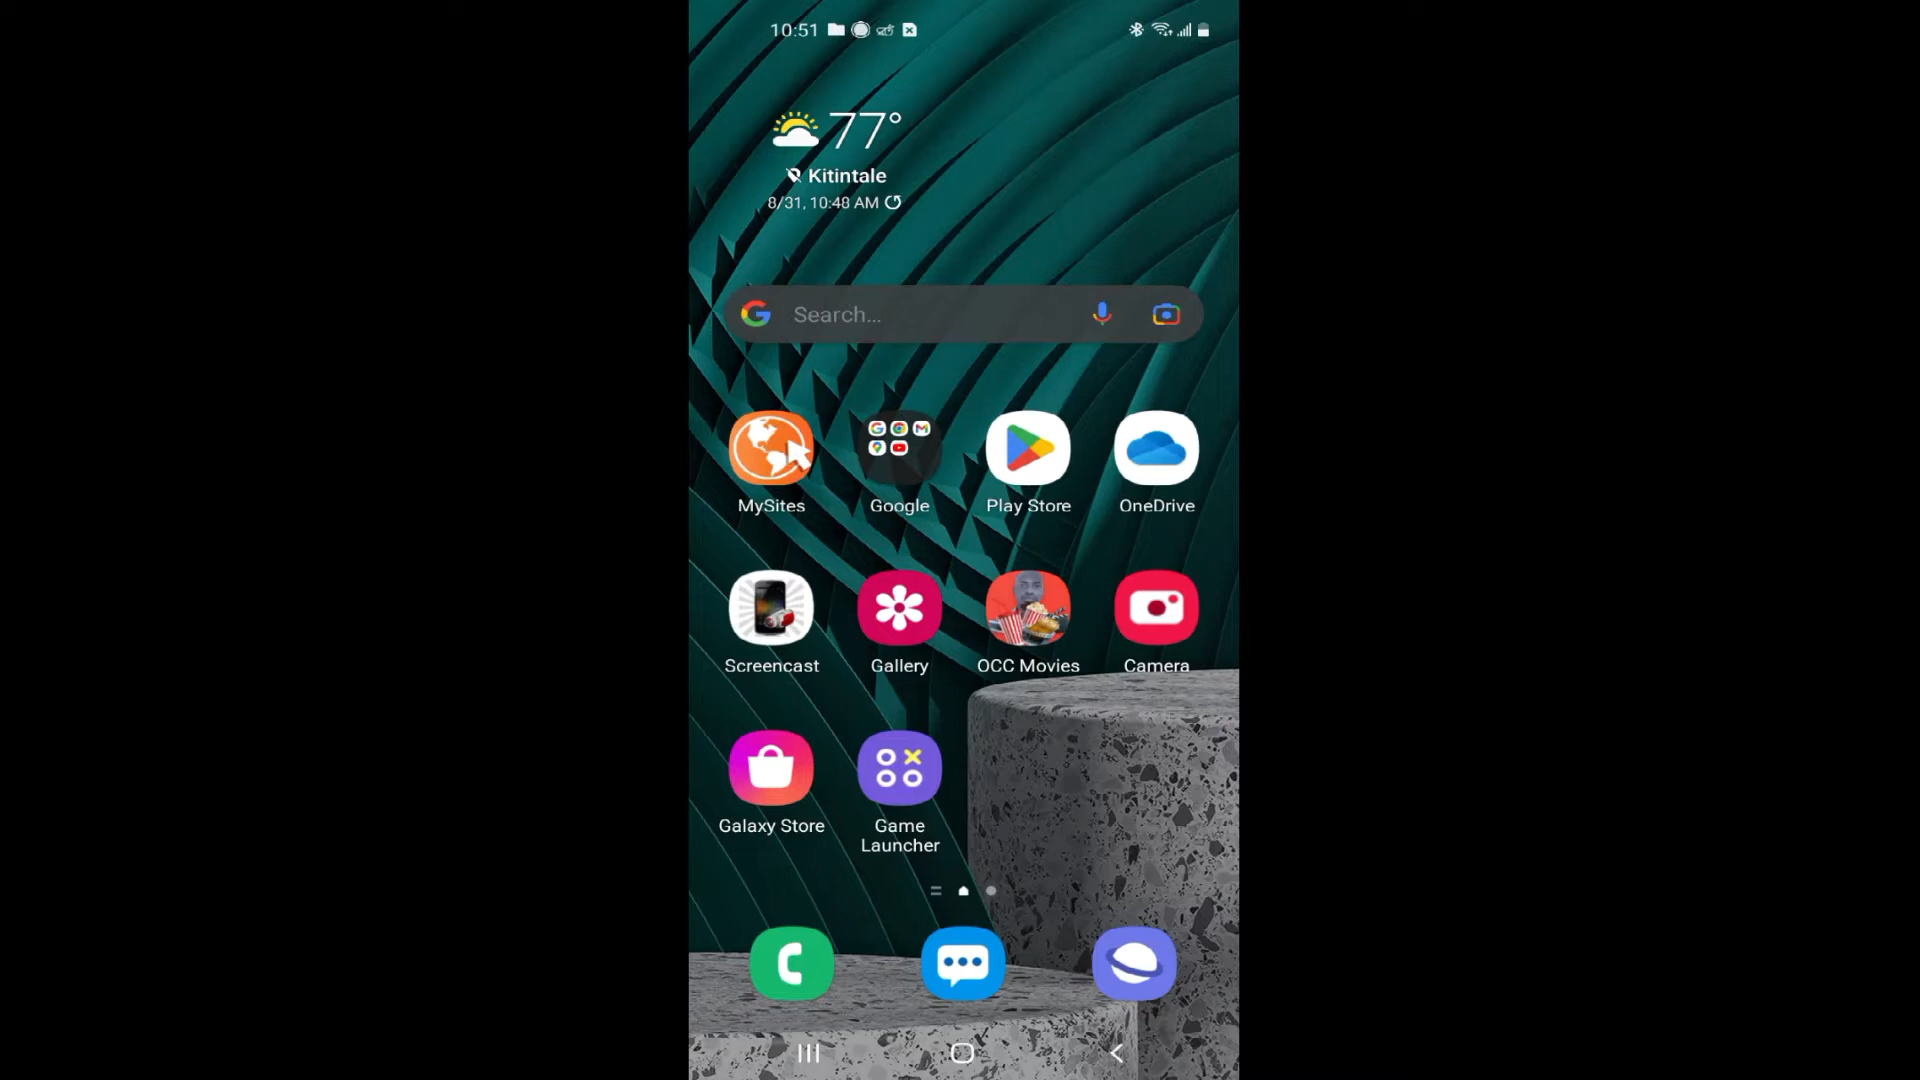 10:51
77°
Kitintale
8/31, 10:48 AM
Search...
MySites
Google
Play Store
OneDrive
Screencast
Gallery
OCC Movies
Camera
Galaxy Store
Game
Launcher